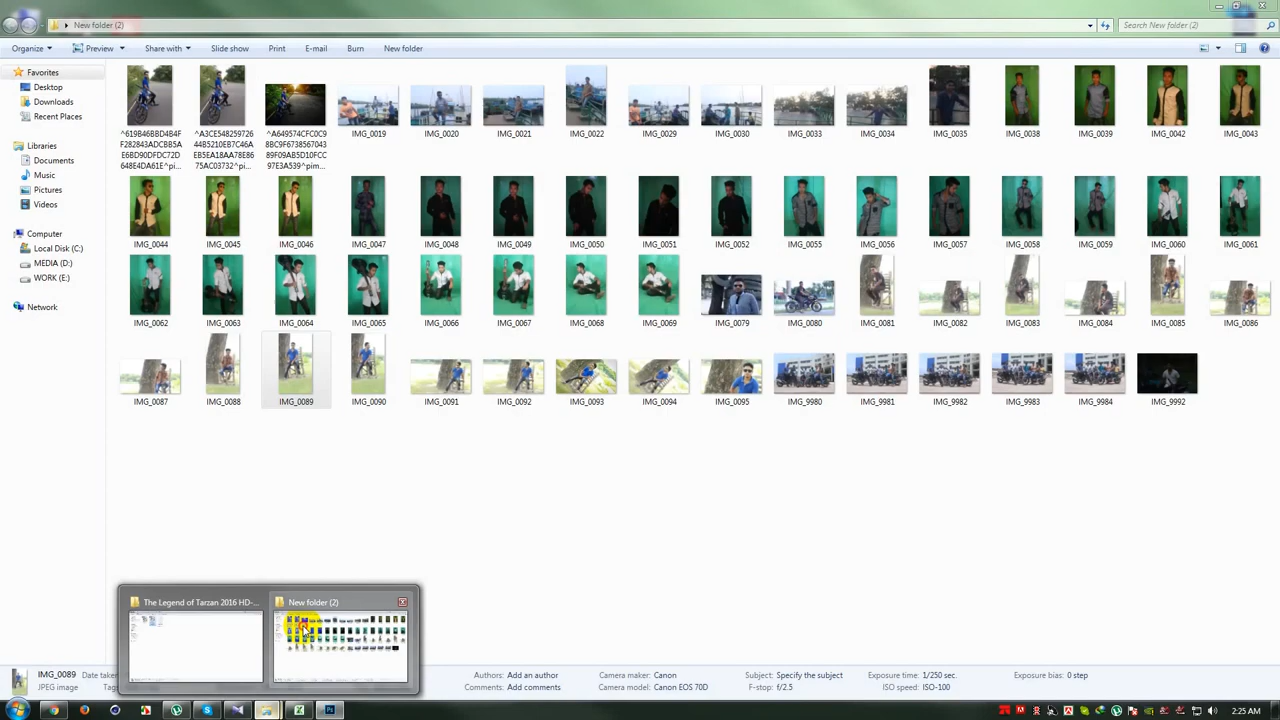 New folder (2)
Search New folder (2)
Organize Preview Share with Slide show Print E-mail Burn New folder
Favorites
Desktop
Downloads
Recent Places
Libraries
Documents
Music
Pictures
Videos
Computer
Local Disk (C:)
MEDIA (D:)
WORK (E:)
Network
^619B46BBD4B4F
F282843ADCBB5A
E6BD90DFDC72D
648E4DA61E^pi...
^A3CE548259726
44B5210EB7C46A
EB5EA18AA78E86
75AC03732^pim...
^A649574CFC0C9
8BC9F6738567043
89F09AB5D10FCC
97E3A539^pim...
IMG_0019 IMG_0020 IMG_0021 IMG_0022 IMG_0029 IMG_0030 IMG_0033 IMG_0034 IMG_0035 IMG_0038 IMG_0039 IMG_0042 IMG_0043
IMG_0044 IMG_0045 IMG_0046 IMG_0047 IMG_0048 IMG_0049 IMG_0050 IMG_0051 IMG_0052 IMG_0055 IMG_0056 IMG_0057 IMG_0058 IMG_0059 IMG_0060 IMG_0061
IMG_0062 IMG_0063 IMG_0064 IMG_0065 IMG_0066 IMG_0067 IMG_0068 IMG_0069 IMG_0079 IMG_0080 IMG_0081 IMG_0082 IMG_0083 IMG_0084 IMG_0085 IMG_0086
IMG_0087 IMG_0088 IMG_0089 IMG_0090 IMG_0091 IMG_0092 IMG_0093 IMG_0094 IMG_0095 IMG_9980 IMG_9981 IMG_9982 IMG_9983 IMG_9984 IMG_9992
The Legend of Tarzan 2016 HD-... New folder (2)
IMG_0089 Date taken Authors: Add an author Camera maker: Canon Subject: Specify the subject Exposure time: 1/250 sec. Exposure bias: 0 step
JPEG image Tags Comments: Add comments Camera model: Canon EOS 70D F-stop: f/2.5 ISO speed: ISO-100
2:25 AM